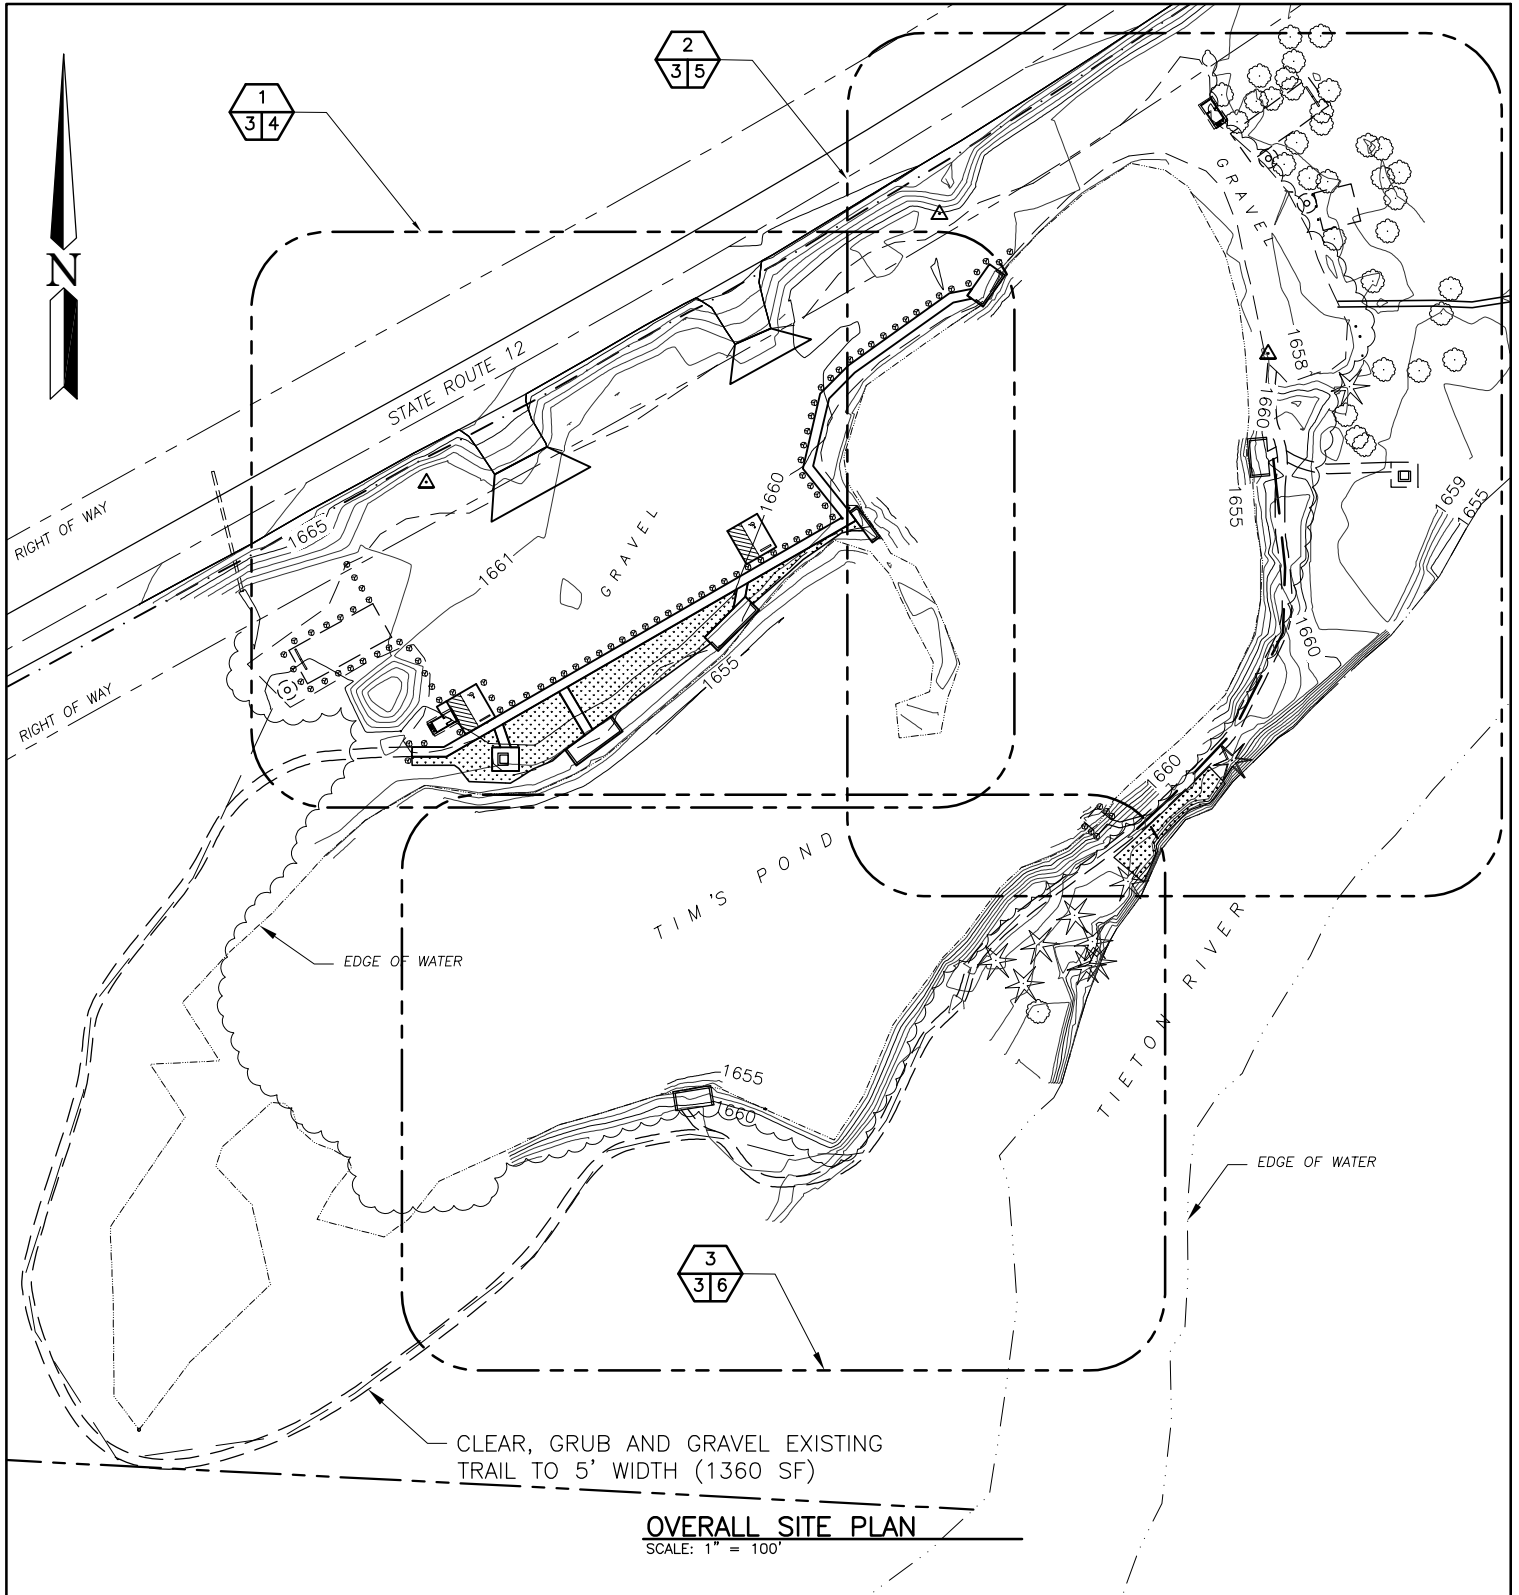 2
3 5
1
3 4
N
GRAVEL
STATE ROUTE 12
1658
1660
RIGHT OF WAY
1665
1660
1655
1659
1655
GRAVEL
1661
1660
1655
RIGHT OF WAY
1660
TIM'S POND
EDGE OF WATER
TIETON RIVER
1655
1660
EDGE OF WATER
3
3 6
CLEAR, GRUB AND GRAVEL EXISTING
TRAIL TO 5' WIDTH (1360 SF)
OVERALL SITE PLAN
SCALE: 1" = 100'